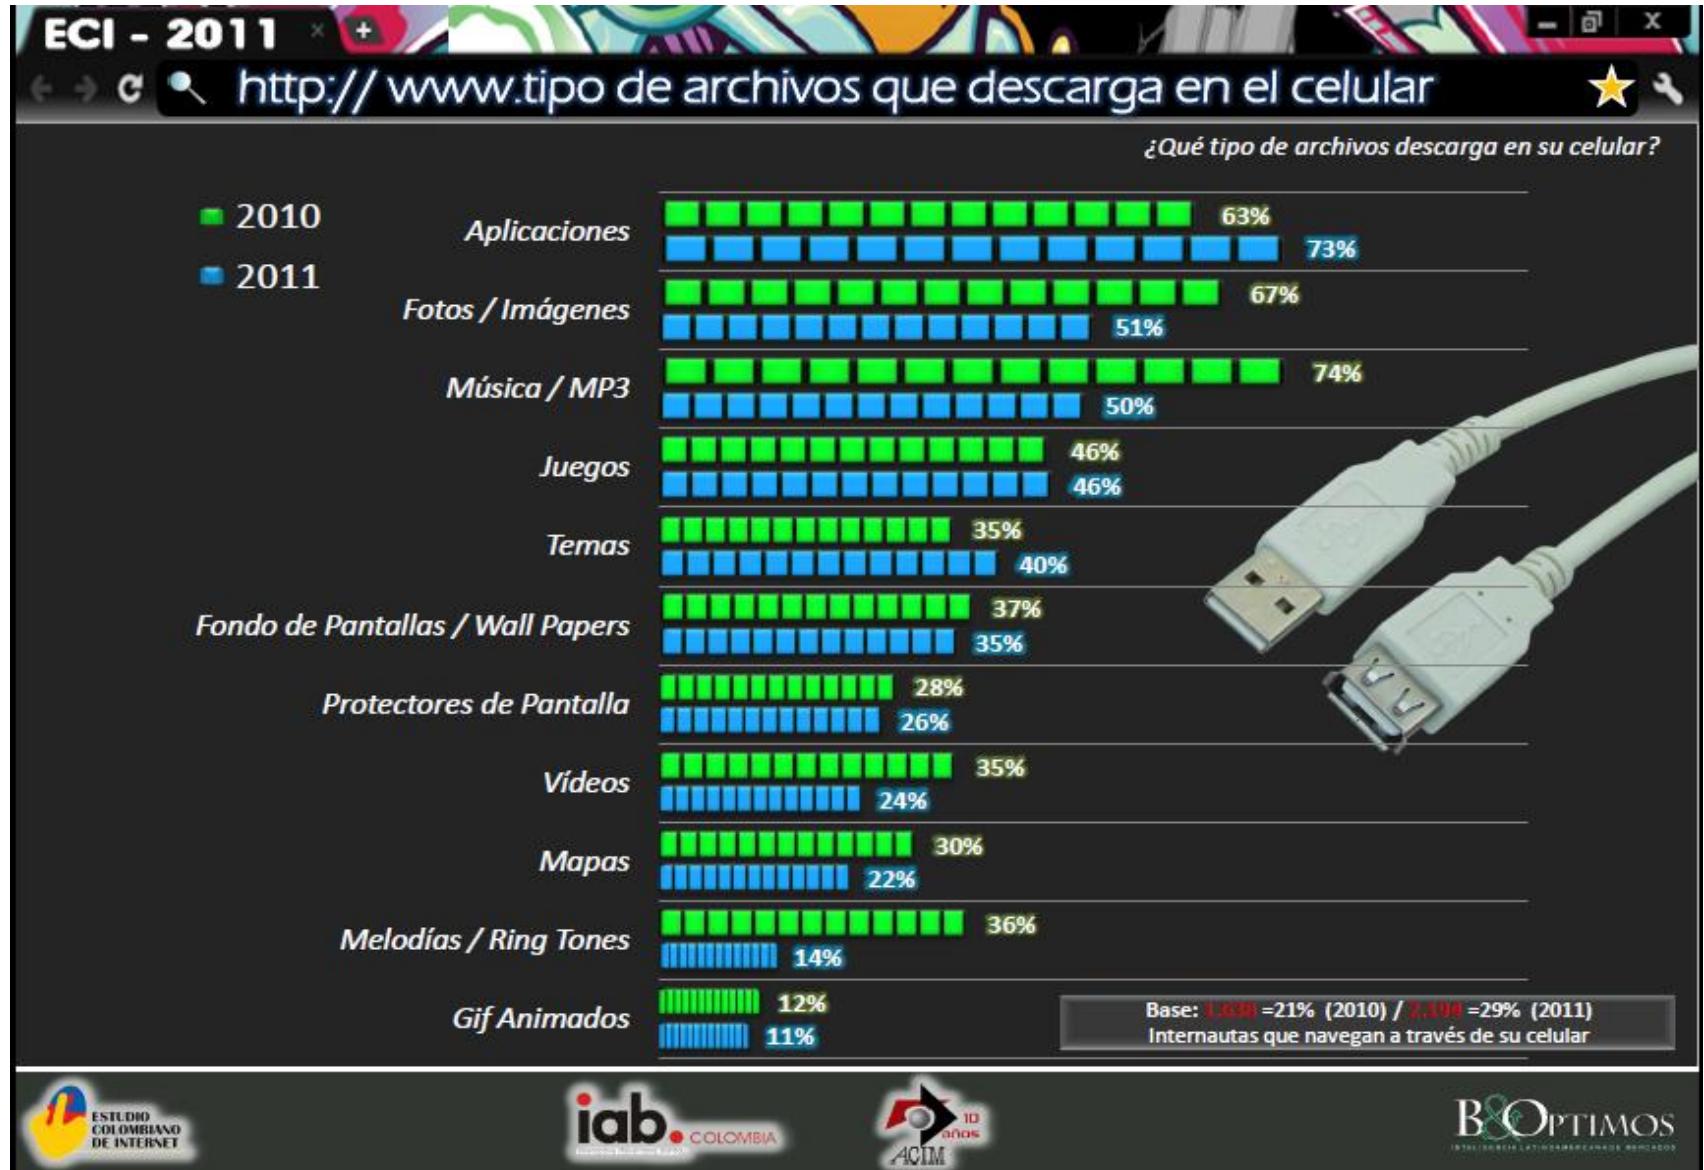 ECI - 2011
http:// www.tipo de archivos que descarga en el celular
¿Qué tipo de archivos descarga en su celular?
2010
2011
Aplicaciones
63%
73%
Fotos / Imágenes
67%
51%
Música / MP3
74%
50%
Juegos
46%
46%
Temas
35%
40%
Fondo de Pantallas / Wall Papers
37%
35%
Protectores de Pantalla
28%
26%
Vídeos
35%
24%
Mapas
30%
22%
Melodías / Ring Tones
36%
14%
Gif Animados
12%
11%
Base: =21% (2010) / =29% (2011)
Internautas que navegan a través de su celular
ESTUDIO
COLOMBIANO
DE INTERNET
iab. COLOMBIA
10
años
ACIM
B&OPTIMOS